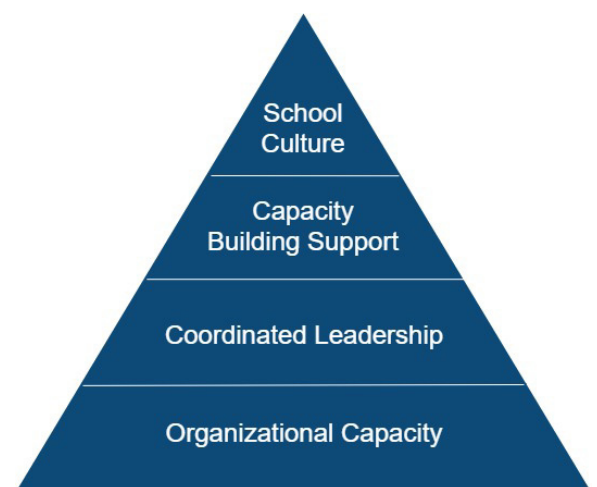 School
Culture
Capacity
Building Support
Coordinated Leadership
Organizational Capacity